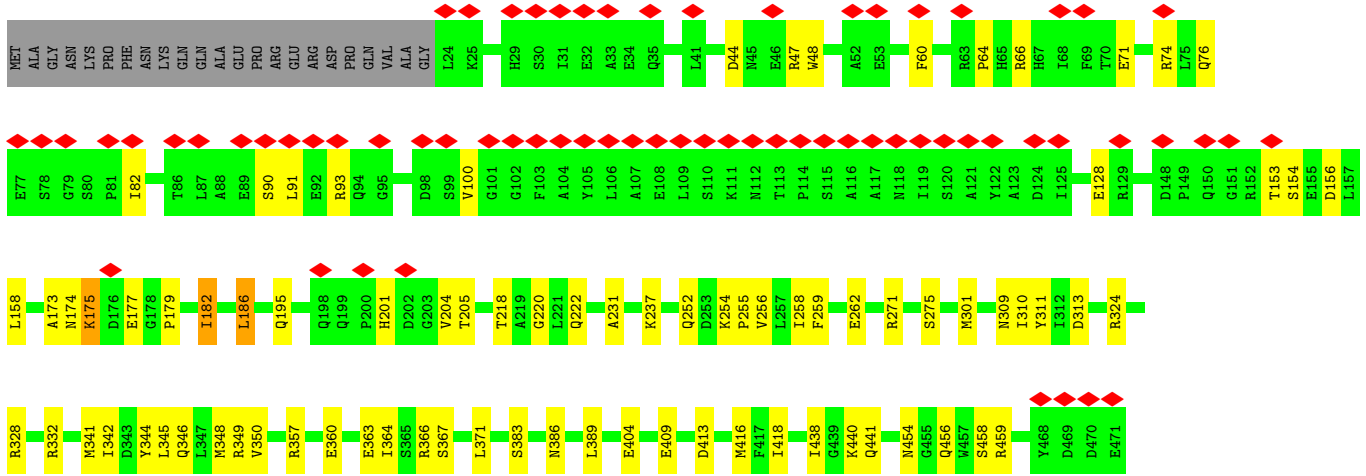 MET ALA GLY ASN LYS PRO PHE ASN LYS GLN GLN ALA GLU PRO ARG GLU ARG ASP PRO GLN VAL ALA GLY L24 K25 H29 S30 I31 E32 A33 E34 Q35 L41 D44 N45 E46 R47 W48 A52 E53 F60 R63 P64 H65 R66 H67 I68 F69 T70 E71 R74 L75 Q76
E77 S78 G79 S80 P81 I82 T86 L87 A88 E89 S90 L91 E92 R93 Q94 G95 D98 S99 V100 G101 G102 F103 A104 Y105 L106 A107 E108 L109 S110 K111 N112 T113 P114 S115 A116 A117 N118 I119 S120 A121 Y122 A123 D124 I125 E128 R129 D148 P149 Q150 G151 R152 T153 S154 E155 D156 L157
L158 A173 N174 K175 D176 E177 G178 P179 I182 L186 Q195 Q198 Q199 P200 H201 D202 G203 V204 T205 T218 A219 G220 L221 Q222 A231 K237 Q252 D253 K254 P255 V256 L257 I258 F259 E262 R271 S275 M301 N309 I310 Y311 I312 D313 R324
R328 R332 M341 I342 D343 Y344 L345 Q346 L347 M348 R349 V350 R357 E360 E363 I364 S365 R366 S367 L371 S383 N386 L389 E404 E409 D413 M416 F417 I418 I438 G439 K440 Q441 N454 G455 Q456 W457 S458 R459 Y468 D469 D470 E471